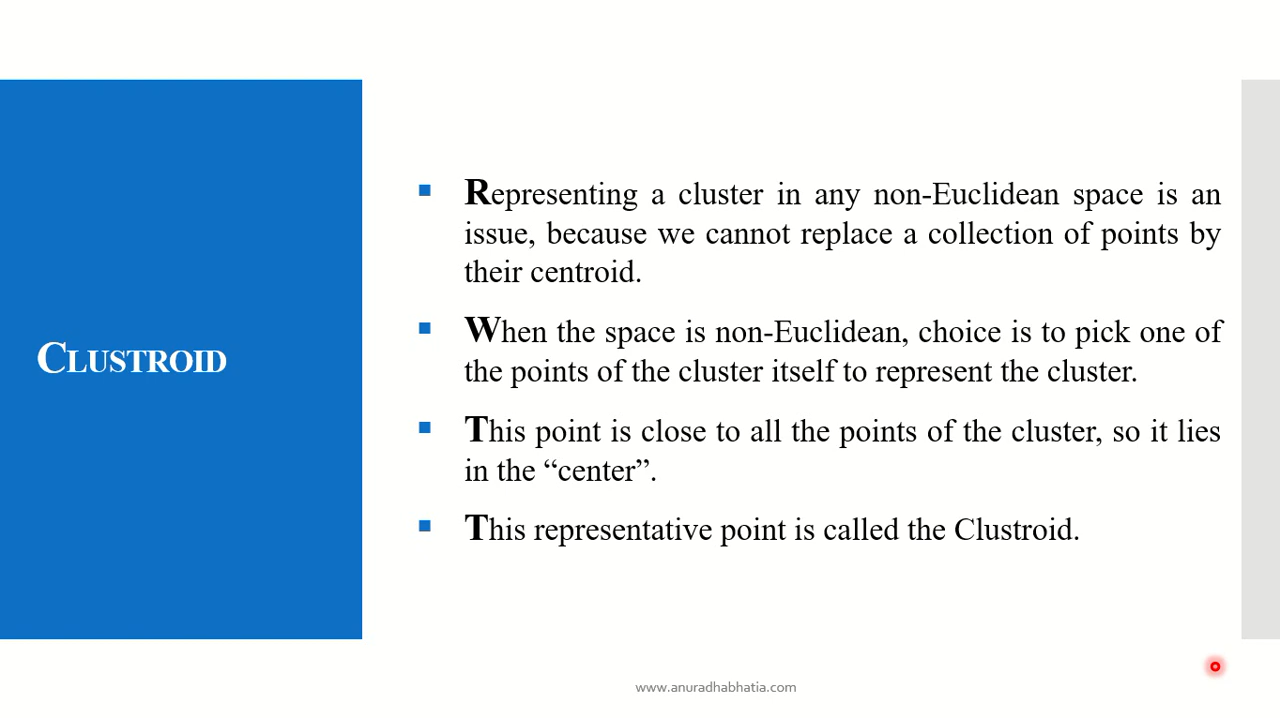 CLUSTROID
Representing a cluster in any non-Euclidean space is an
issue, because we cannot replace a collection of points by
their centroid.
When the space is non-Euclidean, choice is to pick one of
the points of the cluster itself to represent the cluster.
This point is close to all the points of the cluster, so it lies
in the “center”.
This representative point is called the Clustroid.
www.anuradhabhatia.com